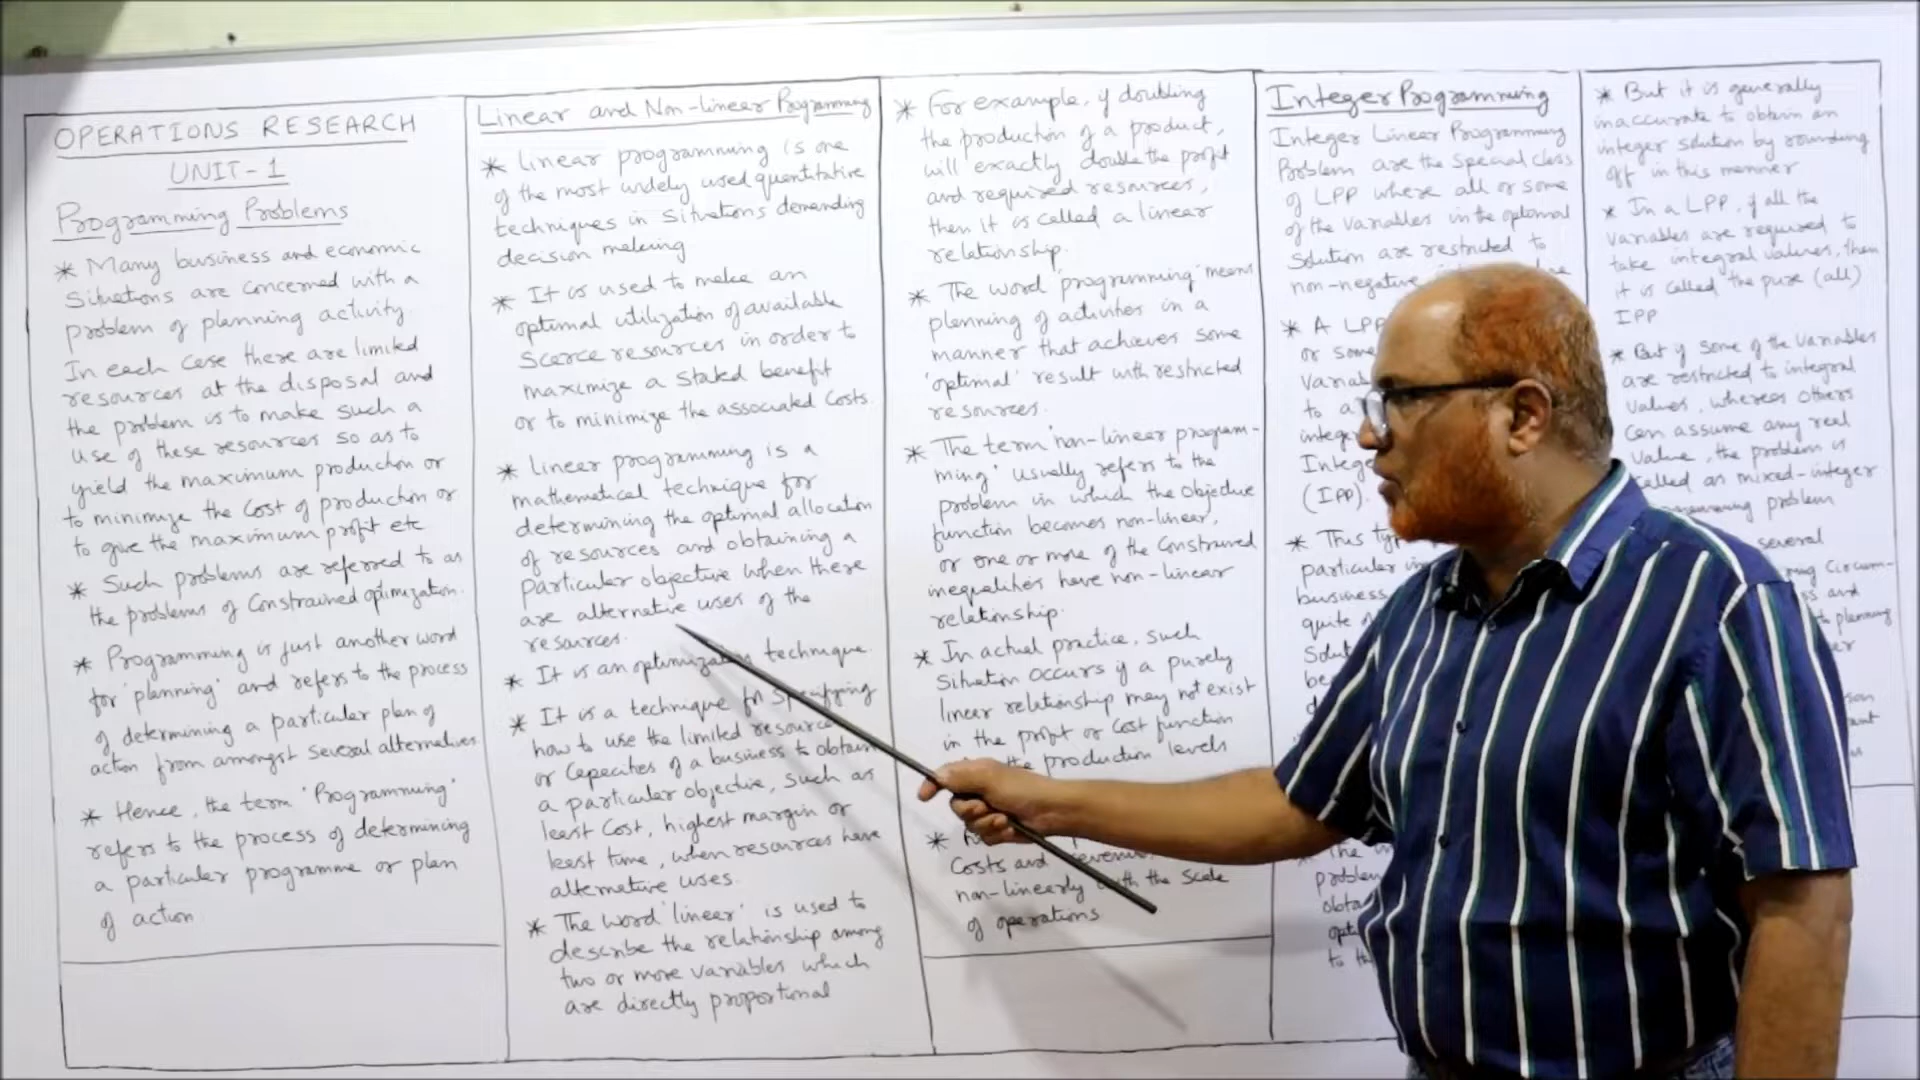 OPERATIONS RESEARCH
UNIT-1
Programming Problems
* Many business and economic
Situations are concerned with a
problem of planning activity.
In each case there are limited
resources at the disposal and
the problem is to make such a
use of these resources so as to
yield the maximum production or
to minimize the cost of production or
to give the maximum profit etc
* Such problems are referred to as
the problems of Constrained optimization.
* Programming is just another word
for 'planning' and refers to the process
of determining a particular plan of
action from amongst several alternatives.
* Hence, the term 'Programming'
refers to the process of determining
a particular programme or plan
of action
Linear and Non-linear Programming
* Linear programming is one
of the most widely used quantitative
techniques in situations demanding
decision making
* It is used to make an
optimal utilization of available
Scarce resources in order to
maximize a stated benefit
or to minimize the associated costs.
* Linear programming is a
mathematical technique for
determining the optimal allocation
of resources and obtaining a
particular objective when there
are alternative uses of the
resources.
* It is an optimization technique.
* It is a technique for specifying
how to use the limited resource
or Capacities of a business to obtain
a particular objective, such as
least Cost, highest margin or
least time, when resources have
alternative uses.
* The word 'linear' is used to
describe the relationship among
two or more variables which
are directly proportional
* For example, if doubling
the production of a product,
will exactly double the profit
and required resources,
then it is called a linear
relationship.
* The word 'programming' means
planning of activities in a
manner that achieves some
'optimal' result with restricted
resources.
* The term 'non-linear program-
ming' usually refers to the
problem in which the objective
function becomes non-linear,
or one or more of the constrained
inequalities have non-linear
relationship.
* In actual practice, such
Situation occurs if a purely
linear relationship may not exist
in the profit or cost function
the production levels
*
Costs and revenue
non-linearly with the scale
of operations
Integer Programming
Integer Linear Programming
Problem are the special class
of LPP where all or some
of the variables in the optimal
Solution are restricted to
non-negative
* A LPP
or some
to a
(IPP).
* This
particular
business
quite
be
The
problem
to
* But it is generally
inaccurate to obtain an
integer solution by rounding
off in this manner
* In a LPP, if all the
variables are required to
take integral values, then
it is called the pure (all)
IPP
* But if some of the variables
are restricted to integral
values, whereas others
can assume any real
value, the problem is
called as mixed-integer
problem
several
and
planning